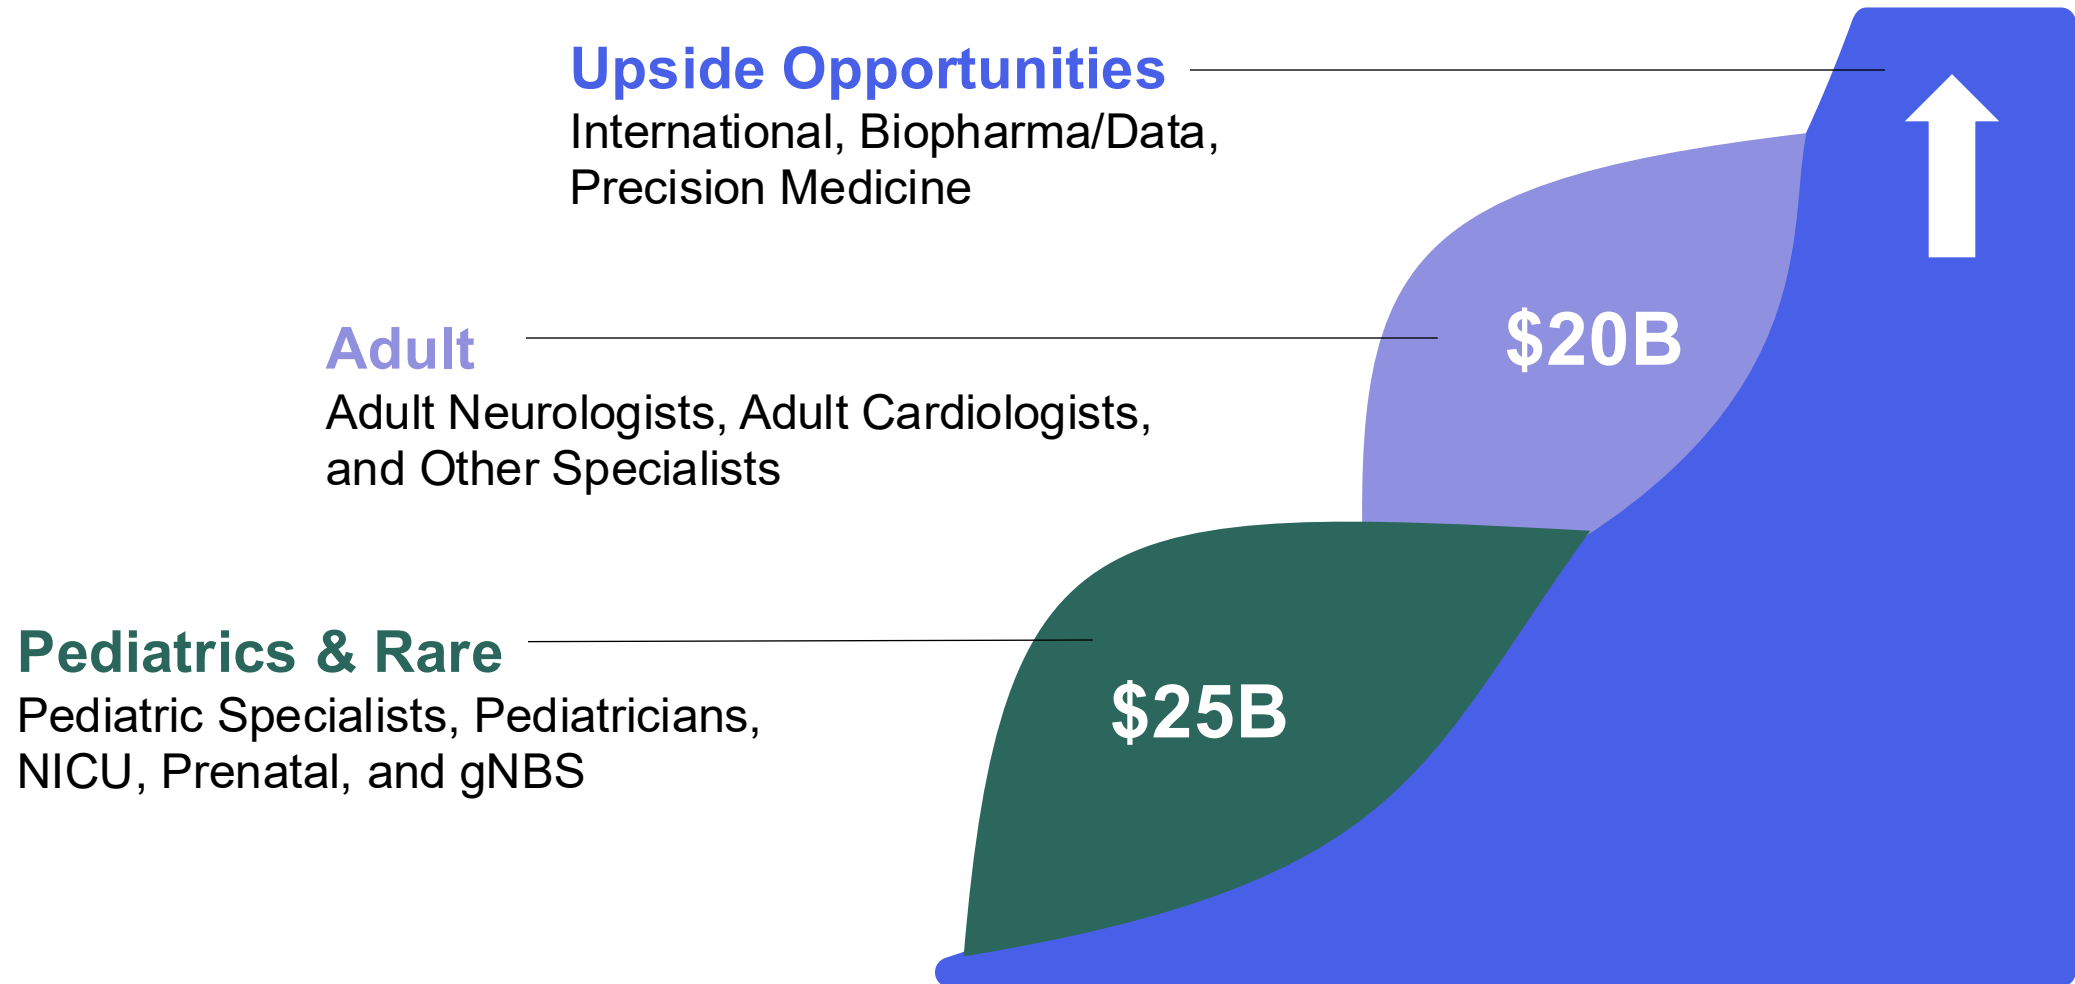 Upside Opportunities
International, Biopharma/Data,
Precision Medicine
Adult
Adult Neurologists, Adult Cardiologists,
and Other Specialists
$20B
Pediatrics & Rare
Pediatric Specialists, Pediatricians,
NICU, Prenatal, and gNBS
$25B